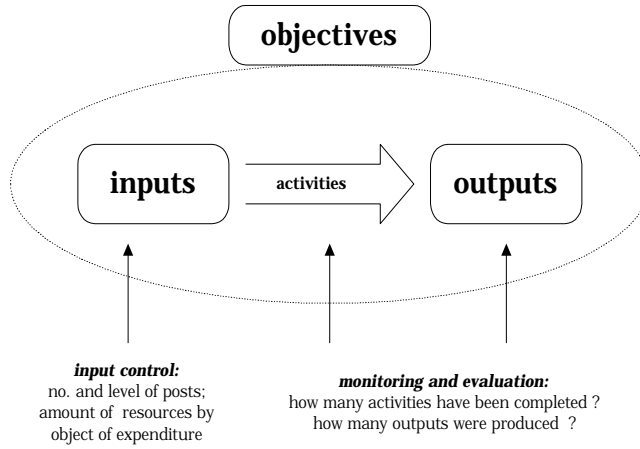 objectives
inputs
activities
outputs
input control:
no. and level of posts;
amount of resources by
object of expenditure
monitoring and evaluation:
how many activities have been completed ?
how many outputs were produced ?